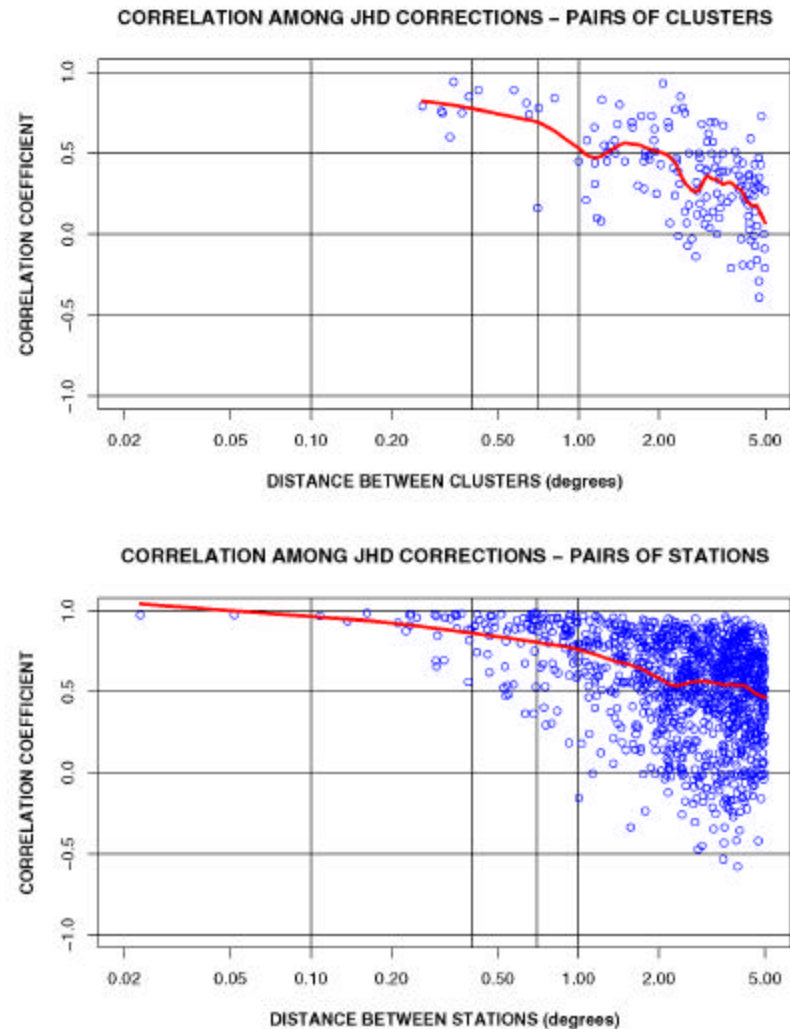 CORRELATION AMONG JHD CORRECTIONS – PAIRS OF CLUSTERS
CORRELATION COEFFICIENT
1.0
0.5
0.0
−0.5
−1.0
0.02 0.05 0.10 0.20 0.50 1.00 2.00 5.00
DISTANCE BETWEEN CLUSTERS (degrees)
CORRELATION AMONG JHD CORRECTIONS – PAIRS OF STATIONS
CORRELATION COEFFICIENT
1.0
0.5
0.0
−0.5
−1.0
0.02 0.05 0.10 0.20 0.50 1.00 2.00 5.00
DISTANCE BETWEEN STATIONS (degrees)